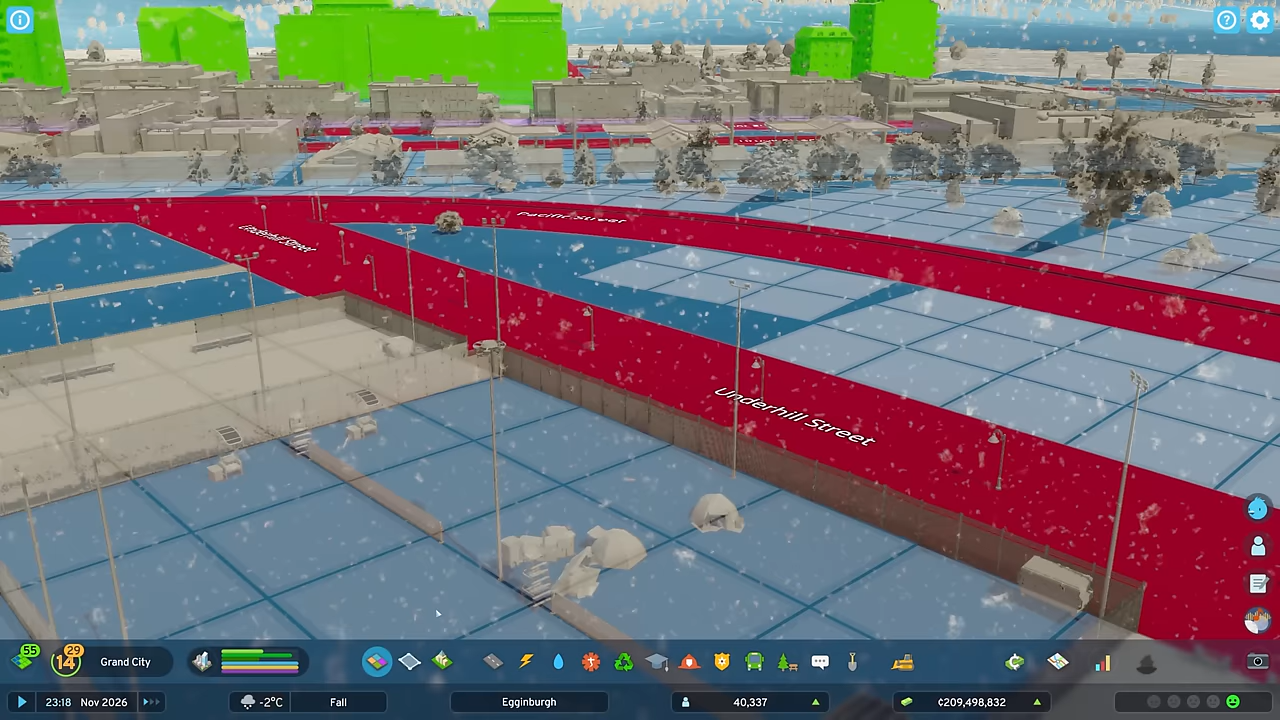 Pacific Street
Underhill Street
Underhill Street
55
29
14
Grand City
23:18 Nov 2026
-2°C
Fall
Egginburgh
40,337
¢209,498,832